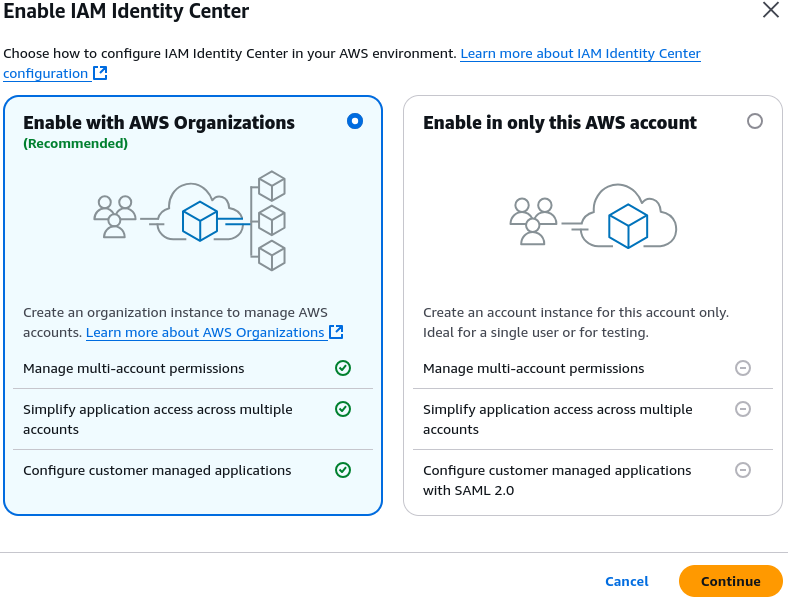 Enable IAM Identity Center
Choose how to configure IAM Identity Center in your AWS environment. Learn more about IAM Identity Center
configuration
Enable with AWS Organizations
(Recommended)
Create an organization instance to manage AWS
accounts. Learn more about AWS Organizations
Manage multi-account permissions
Simplify application access across multiple
accounts
Configure customer managed applications
Enable in only this AWS account
Create an account instance for this account only.
Ideal for a single user or for testing.
Manage multi-account permissions
Simplify application access across multiple
accounts
Configure customer managed applications
with SAML 2.0
Cancel
Continue